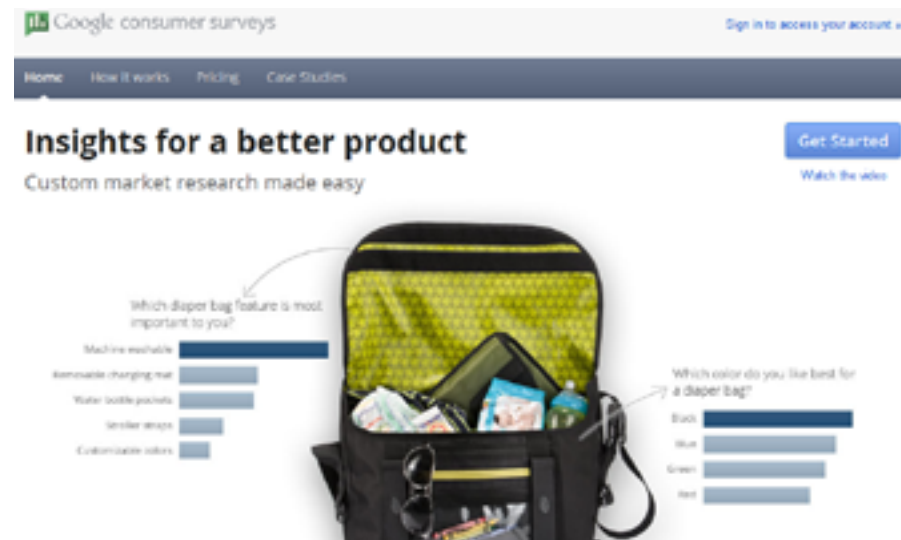 Google consumer surveys
Sign in to access your account »
Home How it works Pricing Case Studies
Insights for a better product
Get Started
Custom market research made easy
Watch the video
Which diaper bag feature is most
important to you?
Machine washable
Removable changing mat
Water bottle pockets
Stroller straps
Customizable colors
Which color do you like best for
a diaper bag?
Black
Blue
Green
Red